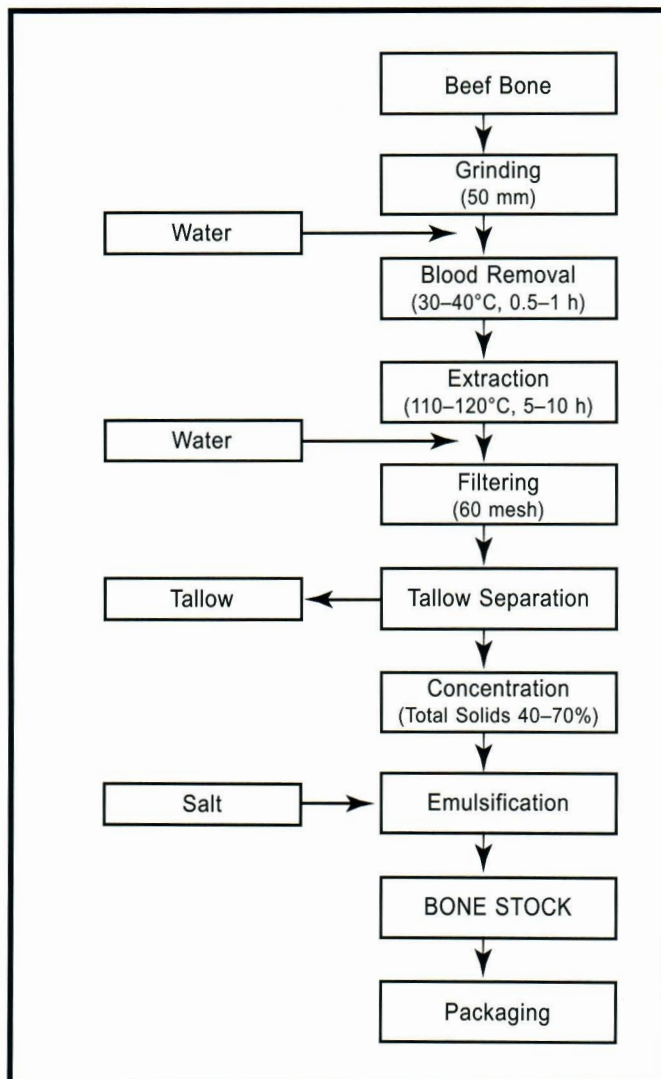 Beef Bone
Grinding
(50 mm)
Water
Blood Removal
(30–40°C, 0.5–1 h)
Extraction
(110–120°C, 5–10 h)
Water
Filtering
(60 mesh)
Tallow
Tallow Separation
Concentration
(Total Solids 40–70%)
Salt
Emulsification
BONE STOCK
Packaging